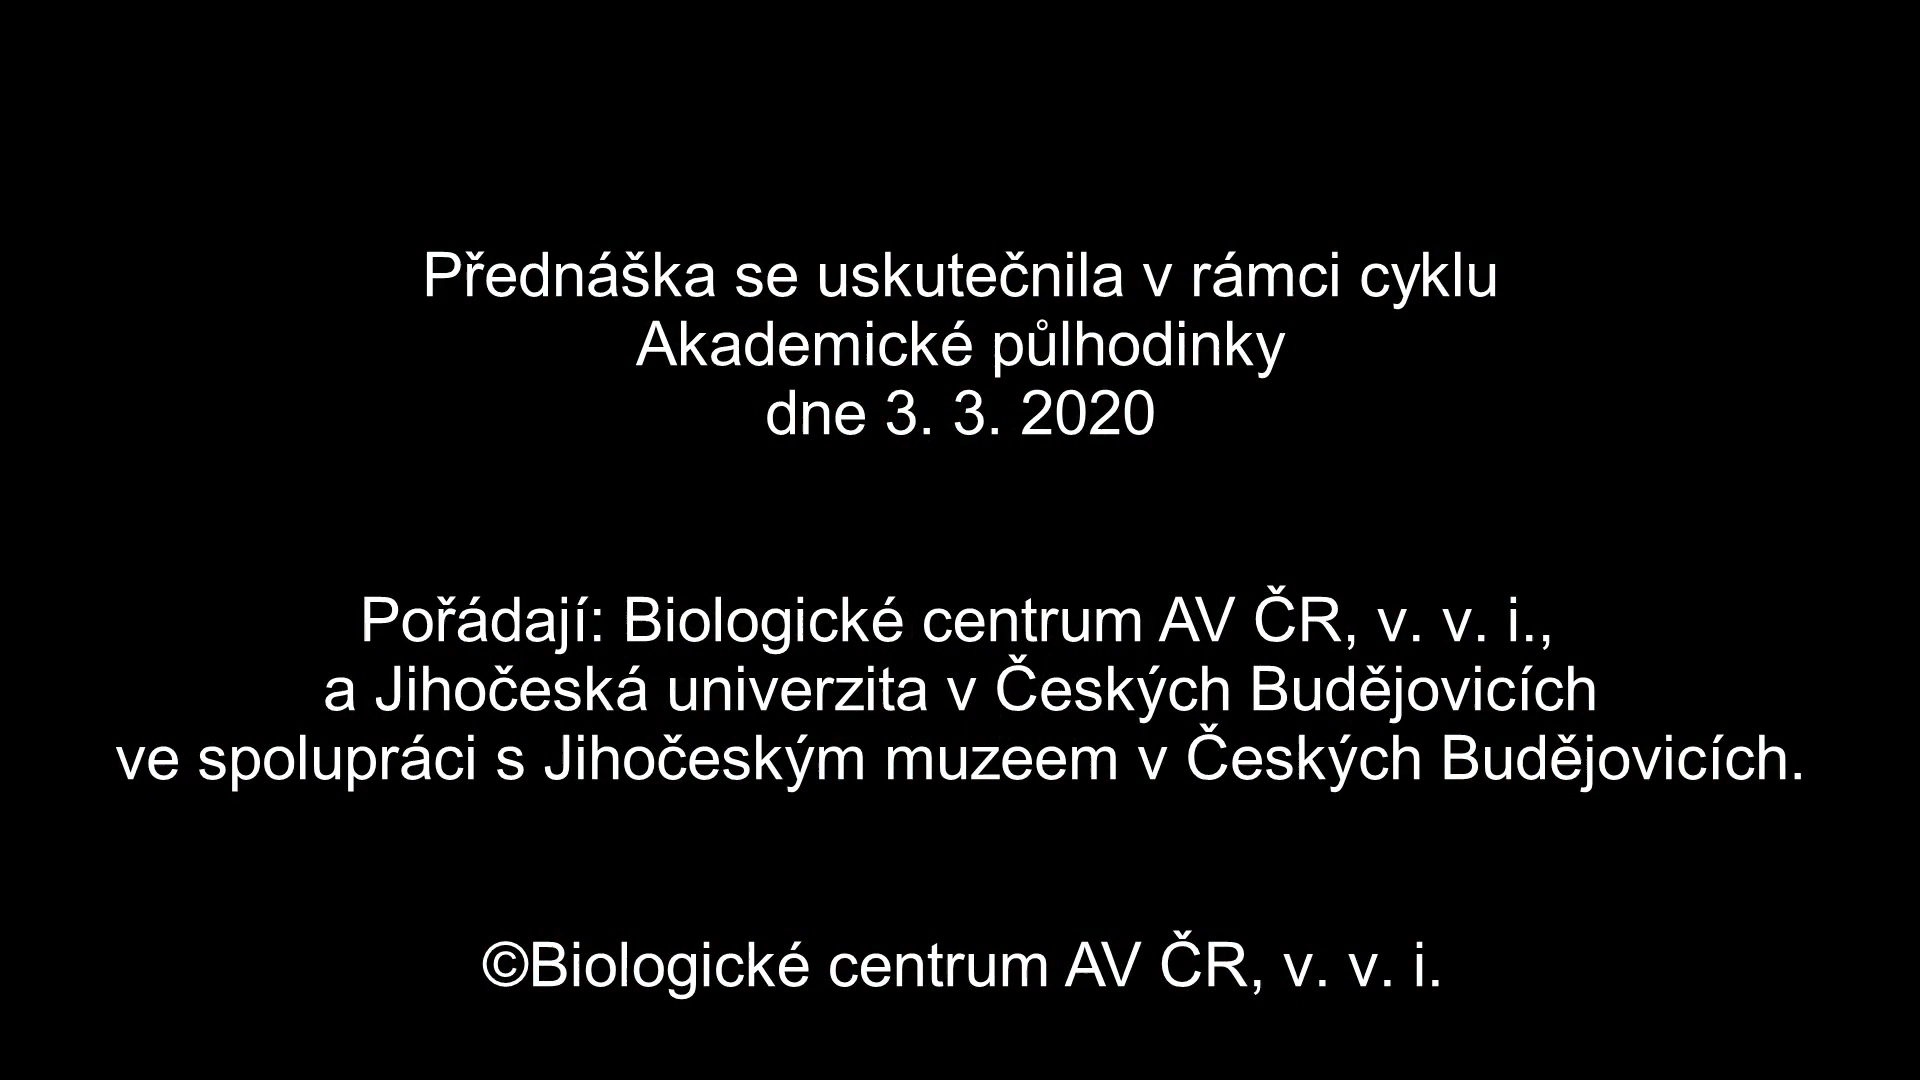 Přednáška se uskutečnila v rámci cyklu
Akademické půlhodinky
dne 3. 3. 2020
Pořádají: Biologické centrum AV ČR, v. v. i.,
a Jihočeská univerzita v Českých Budějovicích
ve spolupráci s Jihočeským muzeem v Českých Budějovicích.
©Biologické centrum AV ČR, v. v. i.